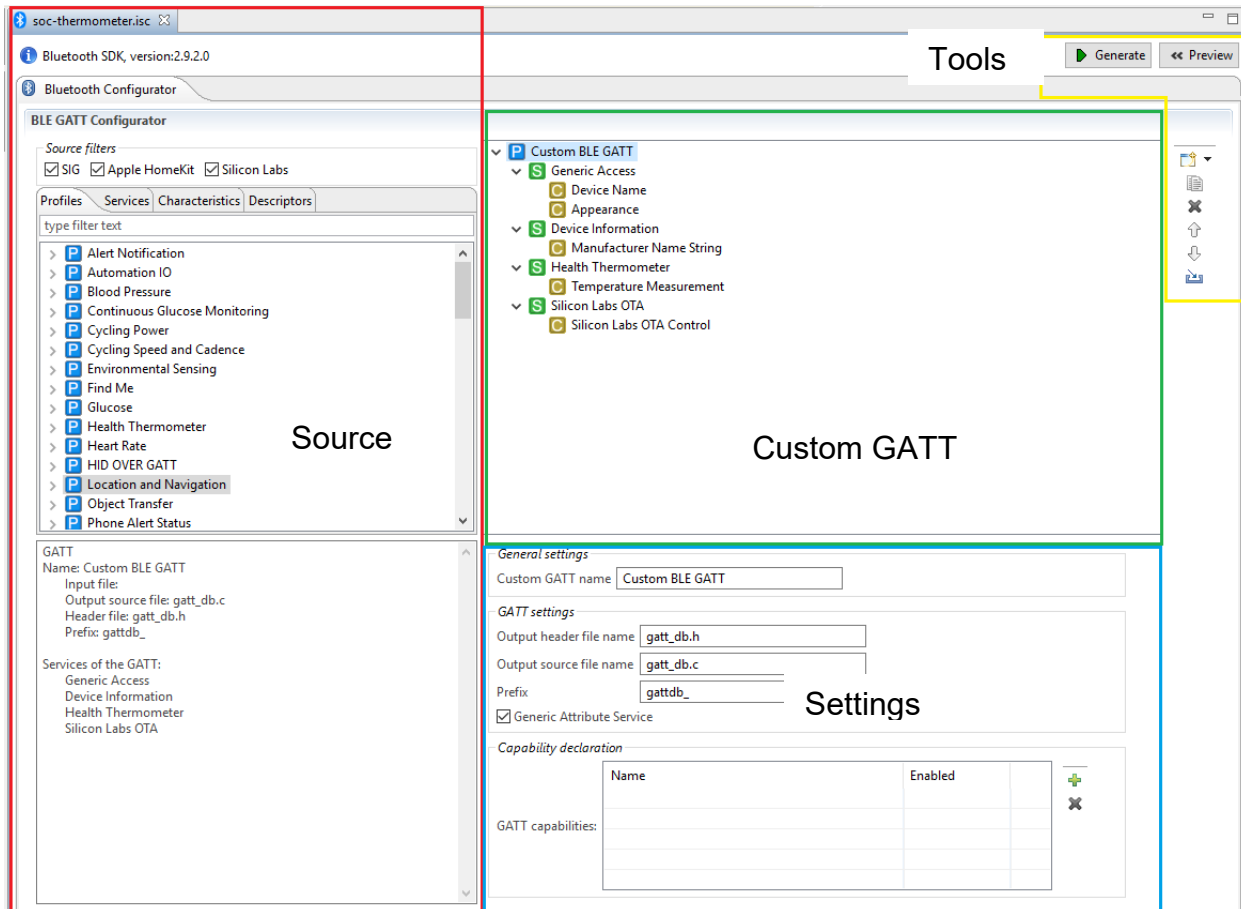 soc-thermometer.isc
Bluetooth SDK, version:2.9.2.0
Tools
Generate
Preview
Bluetooth Configurator
BLE GATT Configurator
Source filters
SIG Apple HomeKit Silicon Labs
Profiles Services Characteristics Descriptors
type filter text
P Alert Notification
P Automation IO
P Blood Pressure
P Continuous Glucose Monitoring
P Cycling Power
P Cycling Speed and Cadence
P Environmental Sensing
P Find Me
P Glucose
P Health Thermometer
P Heart Rate
P HID OVER GATT
P Location and Navigation
P Object Transfer
P Phone Alert Status
Source
GATT
Name: Custom BLE GATT
Input file:
Output source file: gatt_db.c
Header file: gatt_db.h
Prefix: gattdb_
Services of the GATT:
Generic Access
Device Information
Health Thermometer
Silicon Labs OTA
P Custom BLE GATT
S Generic Access
C Device Name
C Appearance
S Device Information
C Manufacturer Name String
S Health Thermometer
C Temperature Measurement
S Silicon Labs OTA
C Silicon Labs OTA Control
Custom GATT
General settings
Custom GATT name Custom BLE GATT
GATT settings
Output header file name gatt_db.h
Output source file name gatt_db.c
Prefix gattdb_
Generic Attribute Service
Settings
Capability declaration
Name Enabled
GATT capabilities: